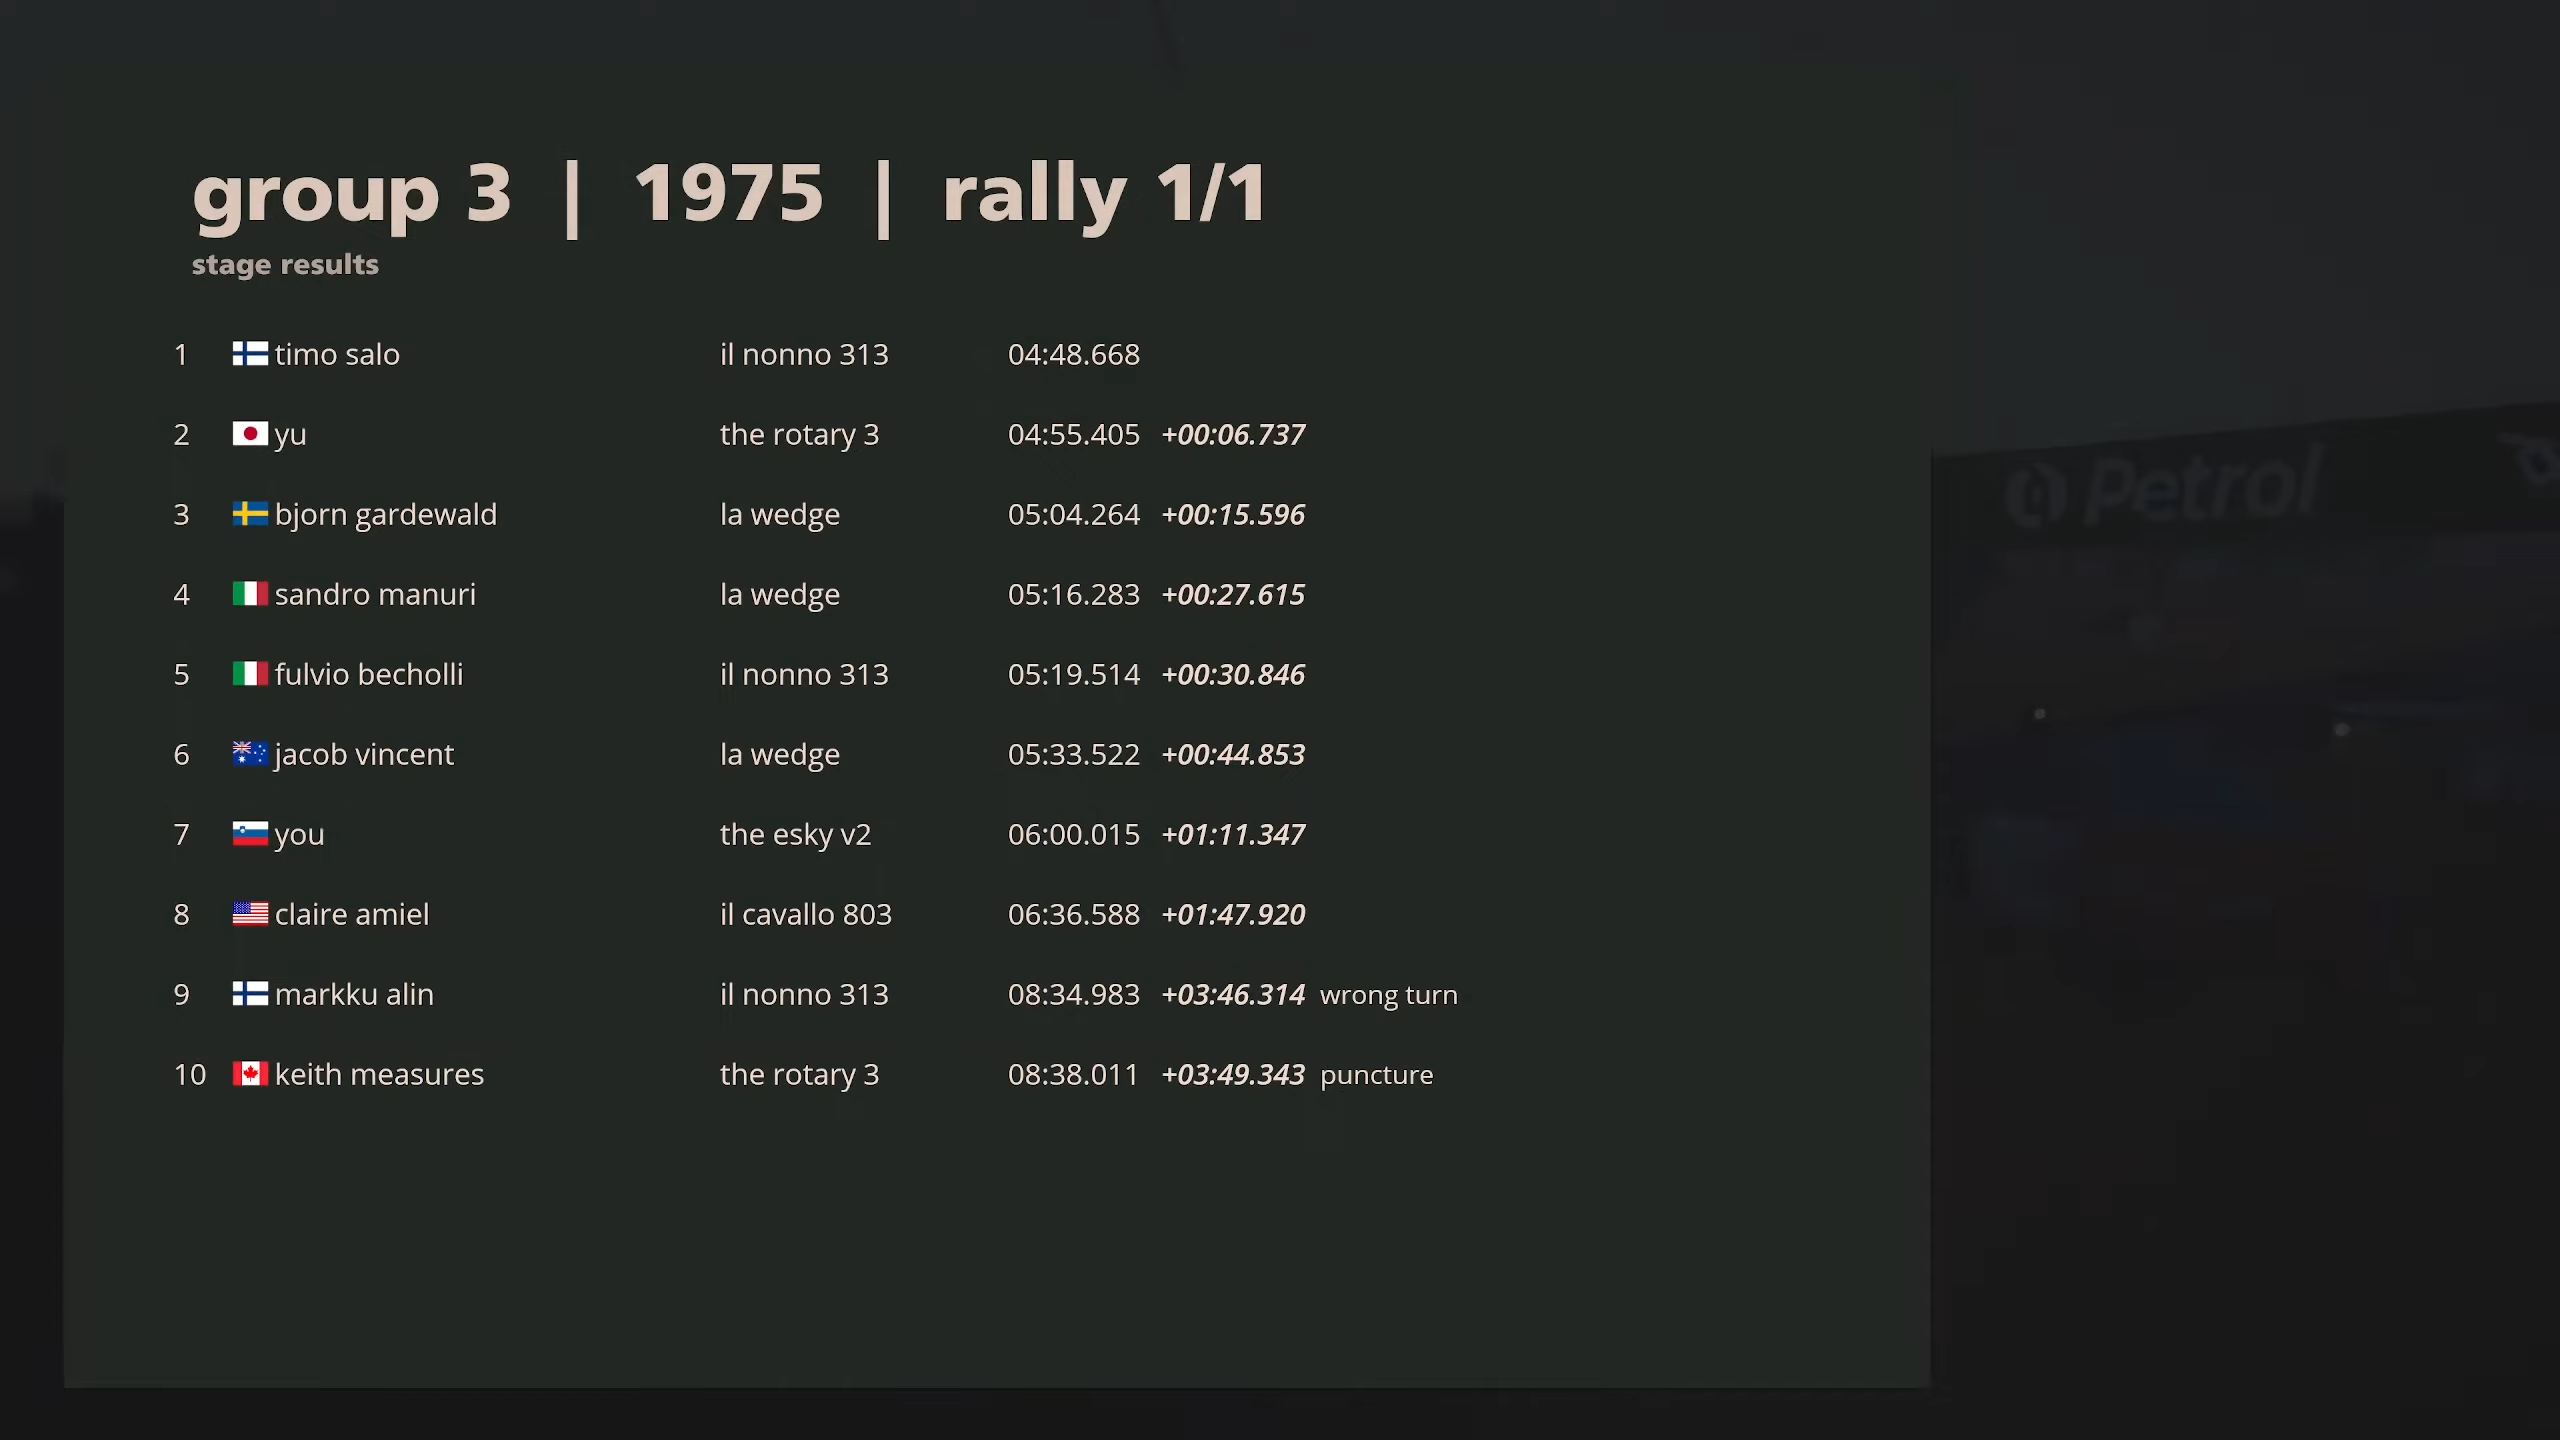 group 3 | 1975 | rally 1/1
stage results
1 timo salo il nonno 313 04:48.668
2 yu the rotary 3 04:55.405 +00:06.737
3 bjorn gardewald la wedge 05:04.264 +00:15.596
4 sandro manuri la wedge 05:16.283 +00:27.615
5 fulvio becholli il nonno 313 05:19.514 +00:30.846
6 jacob vincent la wedge 05:33.522 +00:44.853
7 you the esky v2 06:00.015 +01:11.347
8 claire amiel il cavallo 803 06:36.588 +01:47.920
9 markku alin il nonno 313 08:34.983 +03:46.314 wrong turn
10 keith measures the rotary 3 08:38.011 +03:49.343 puncture
Petrol